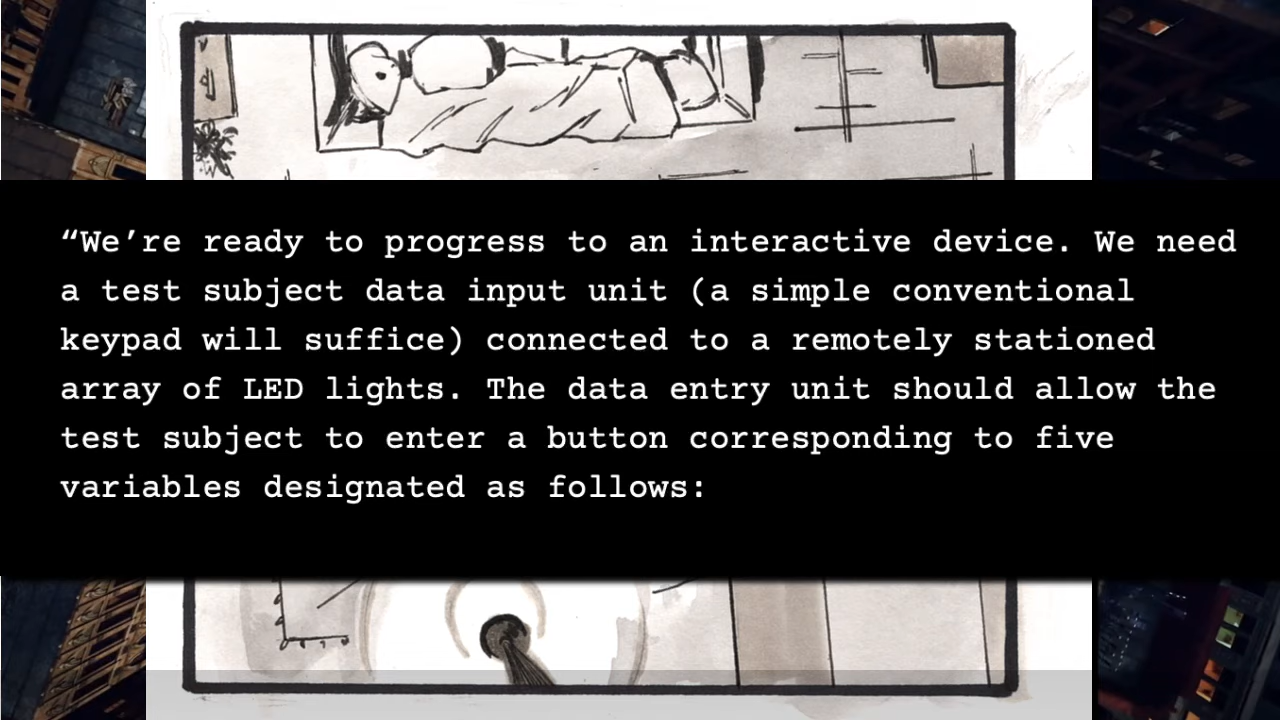 “We’re ready to progress to an interactive device. We need
a test subject data input unit (a simple conventional
keypad will suffice) connected to a remotely stationed
array of LED lights. The data entry unit should allow the
test subject to enter a button corresponding to five
variables designated as follows: